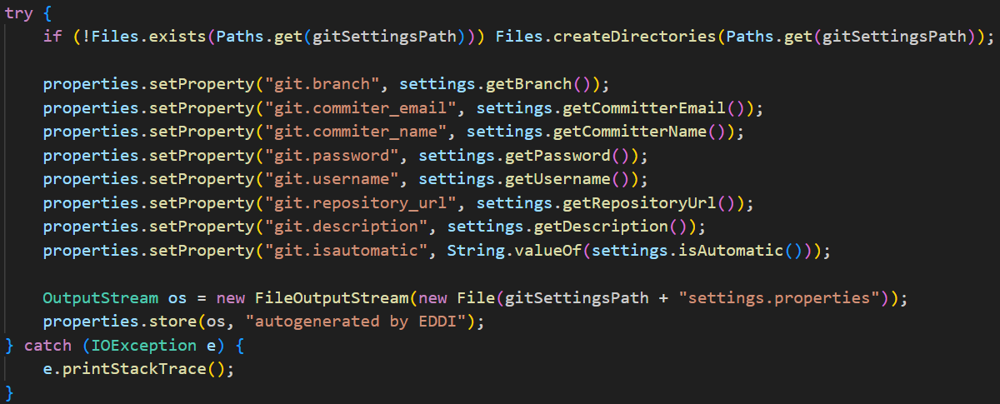 try {
    if (!Files.exists(Paths.get(gitSettingsPath))) Files.createDirectories(Paths.get(gitSettingsPath));

    properties.setProperty("git.branch", settings.getBranch());
    properties.setProperty("git.commiter_email", settings.getCommitterEmail());
    properties.setProperty("git.commiter_name", settings.getCommitterName());
    properties.setProperty("git.password", settings.getPassword());
    properties.setProperty("git.username", settings.getUsername());
    properties.setProperty("git.repository_url", settings.getRepositoryUrl());
    properties.setProperty("git.description", settings.getDescription());
    properties.setProperty("git.isautomatic", String.valueOf(settings.isAutomatic()));

    OutputStream os = new FileOutputStream(new File(gitSettingsPath + "settings.properties"));
    properties.store(os, "autogenerated by EDDI");
} catch (IOException e) {
    e.printStackTrace();
}